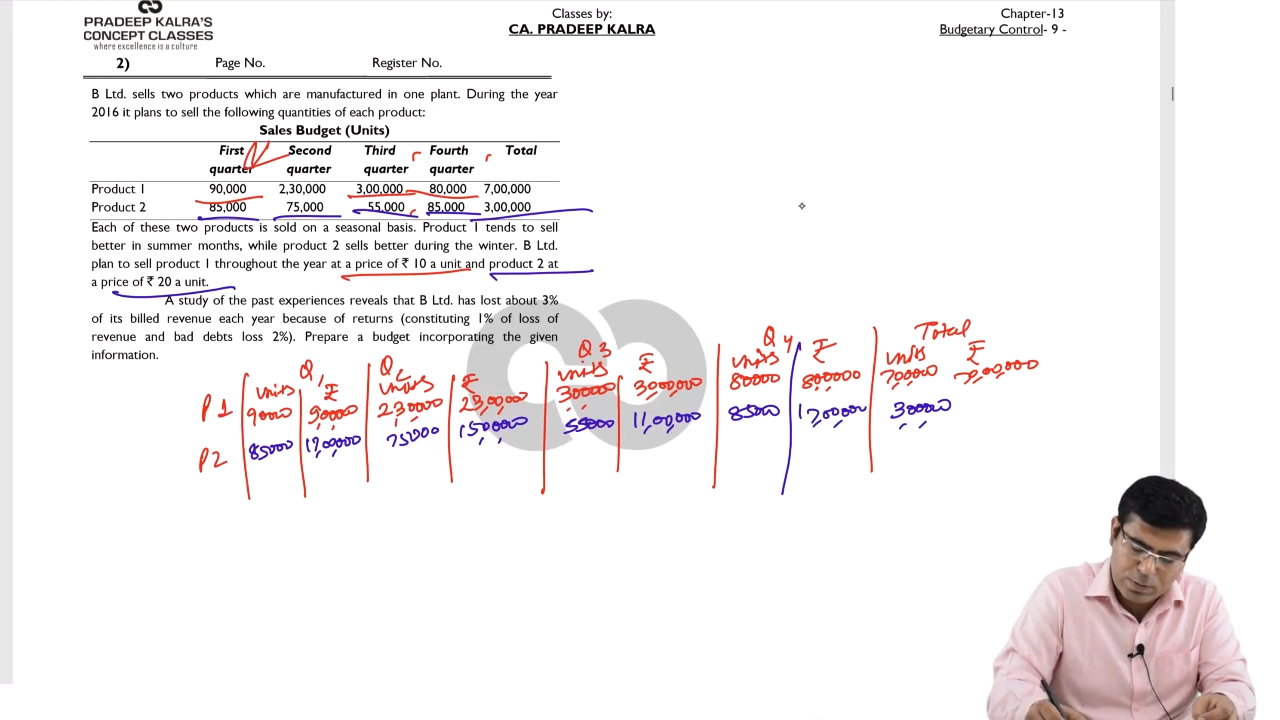 PRADEEP KALRA'S
CONCEPT CLASSES
where excellence is a culture
Classes by:
CA. PRADEEP KALRA
Chapter-13
Budgetary Control- 9 -
2) Page No. Register No.
B Ltd. sells two products which are manufactured in one plant. During the year
2016 it plans to sell the following quantities of each product:
Sales Budget (Units)
First Second Third Fourth Total
quarter quarter quarter quarter
Product 1 90,000 2,30,000 3,00,000 80,000 7,00,000
Product 2 85,000 75,000 55,000 85,000 3,00,000
Each of these two products is sold on a seasonal basis. Product 1 tends to sell
better in summer months, while product 2 sells better during the winter. B Ltd.
plan to sell product 1 throughout the year at a price of ₹ 10 a unit and product 2 at
a price of ₹ 20 a unit.
A study of the past experiences reveals that B Ltd. has lost about 3%
of its billed revenue each year because of returns (constituting 1% of loss of
revenue and bad debts loss 2%). Prepare a budget incorporating the given
information.
Q1 Q2 Q3 Q4 Total
units ₹ units ₹ units ₹ units ₹ units ₹
P1 90000 900000 230000 2300000 300000 3000000 80000 800000 700000 7000000
P2 85000 1700000 75000 1500000 55000 1100000 85000 1700000 300000